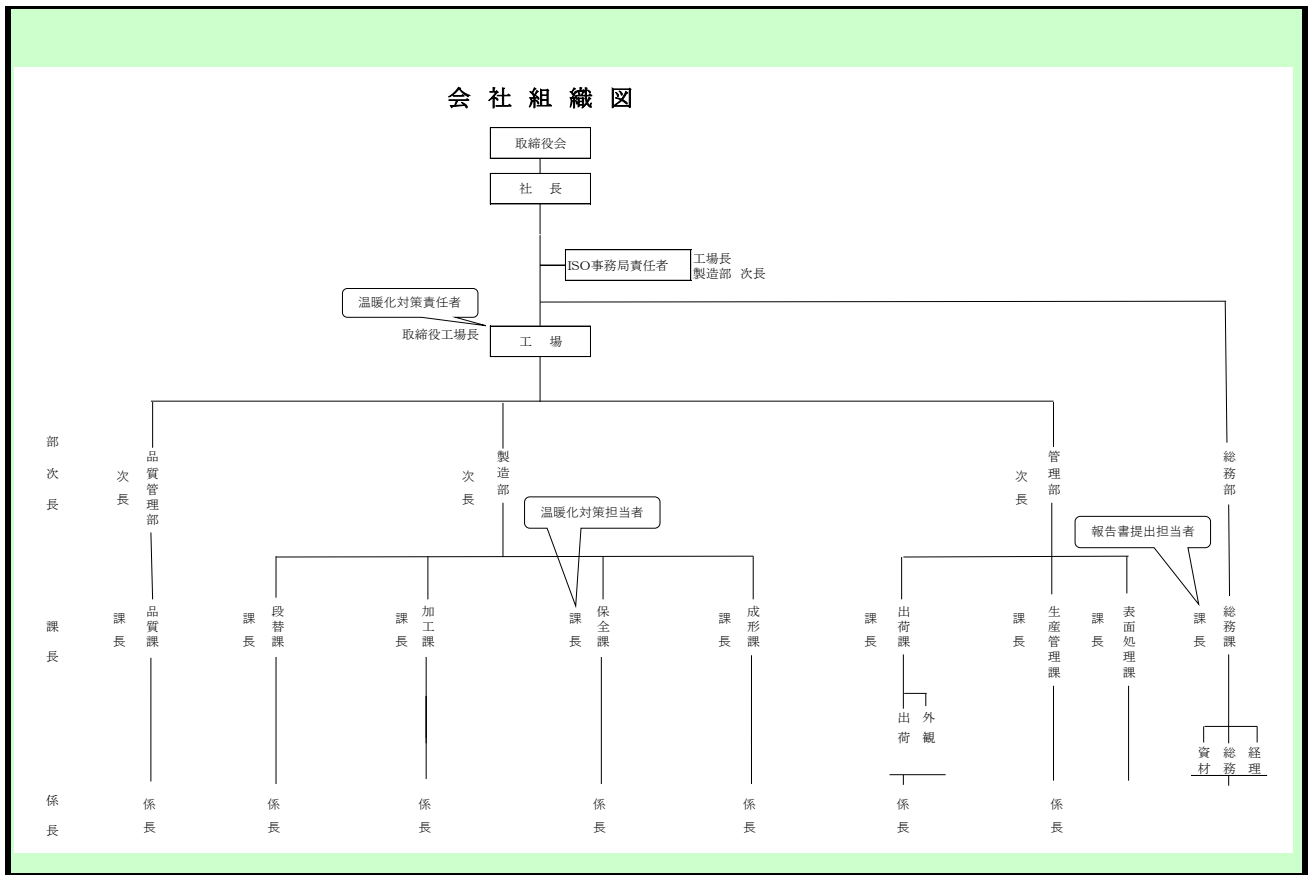 会社組織図
取締役会
社 長
ISO事務局責任者
工場長
製造部 次長
温暖化対策責任者
取締役工場長
工 場
部次長
次長
品質管理部
次長
製造部
次長
管理部
総務部
温暖化対策担当者
報告書提出担当者
課長
課長
品質課
課長
段替課
課長
加工課
課長
保全課
課長
成形課
課長
出荷課
課長
生産管理課
課長
表面処理課
課長
総務課
出荷
外観
資材
総務
経理
係長
係長
係長
係長
係長
係長
係長
係長